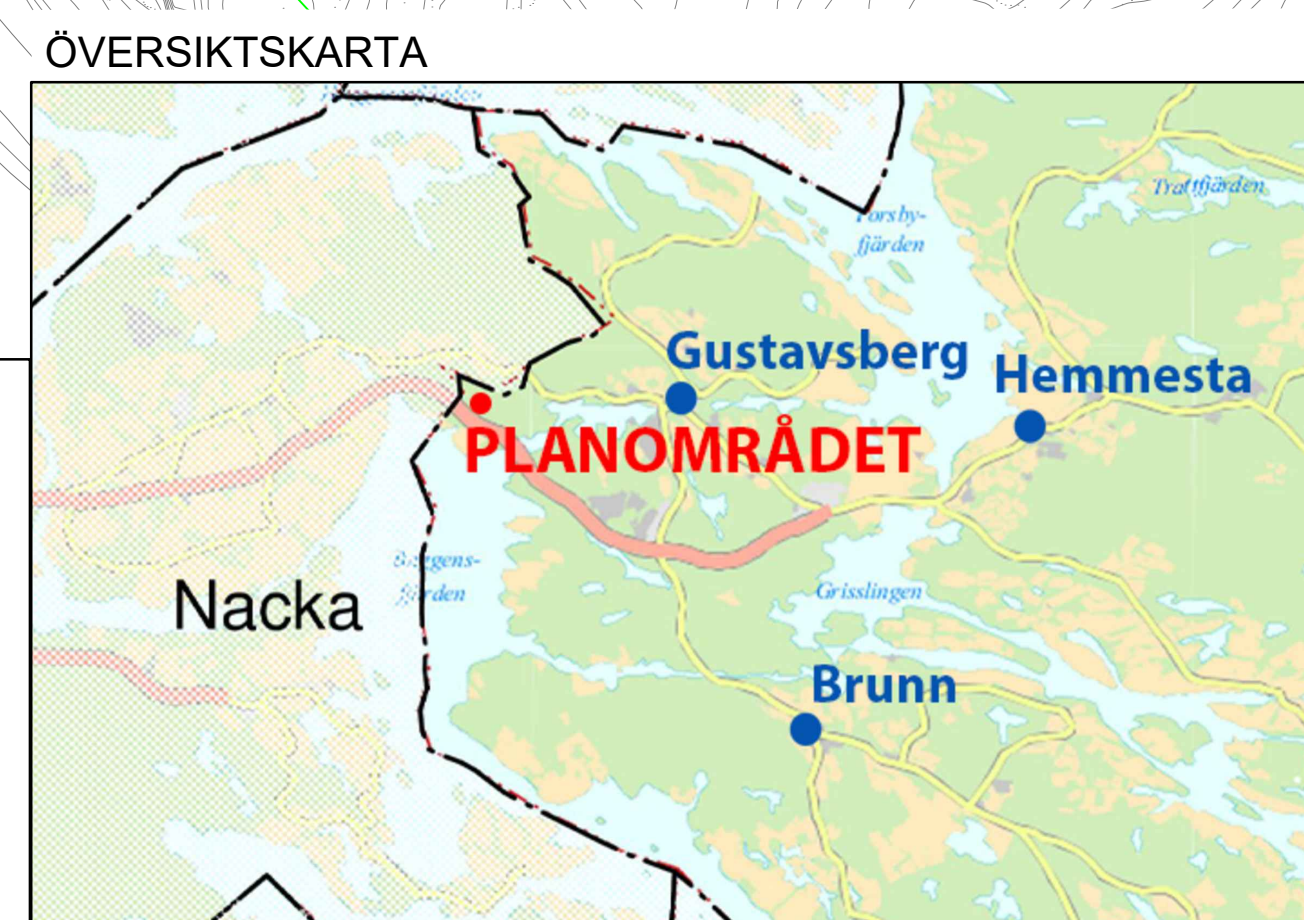 ÖVERSIKTSKARTA
Trattfjärden
fjärden
Gustavsberg
Hemmesta
PLANOMRÅDET
Nacka
Grisslingen
Brunn